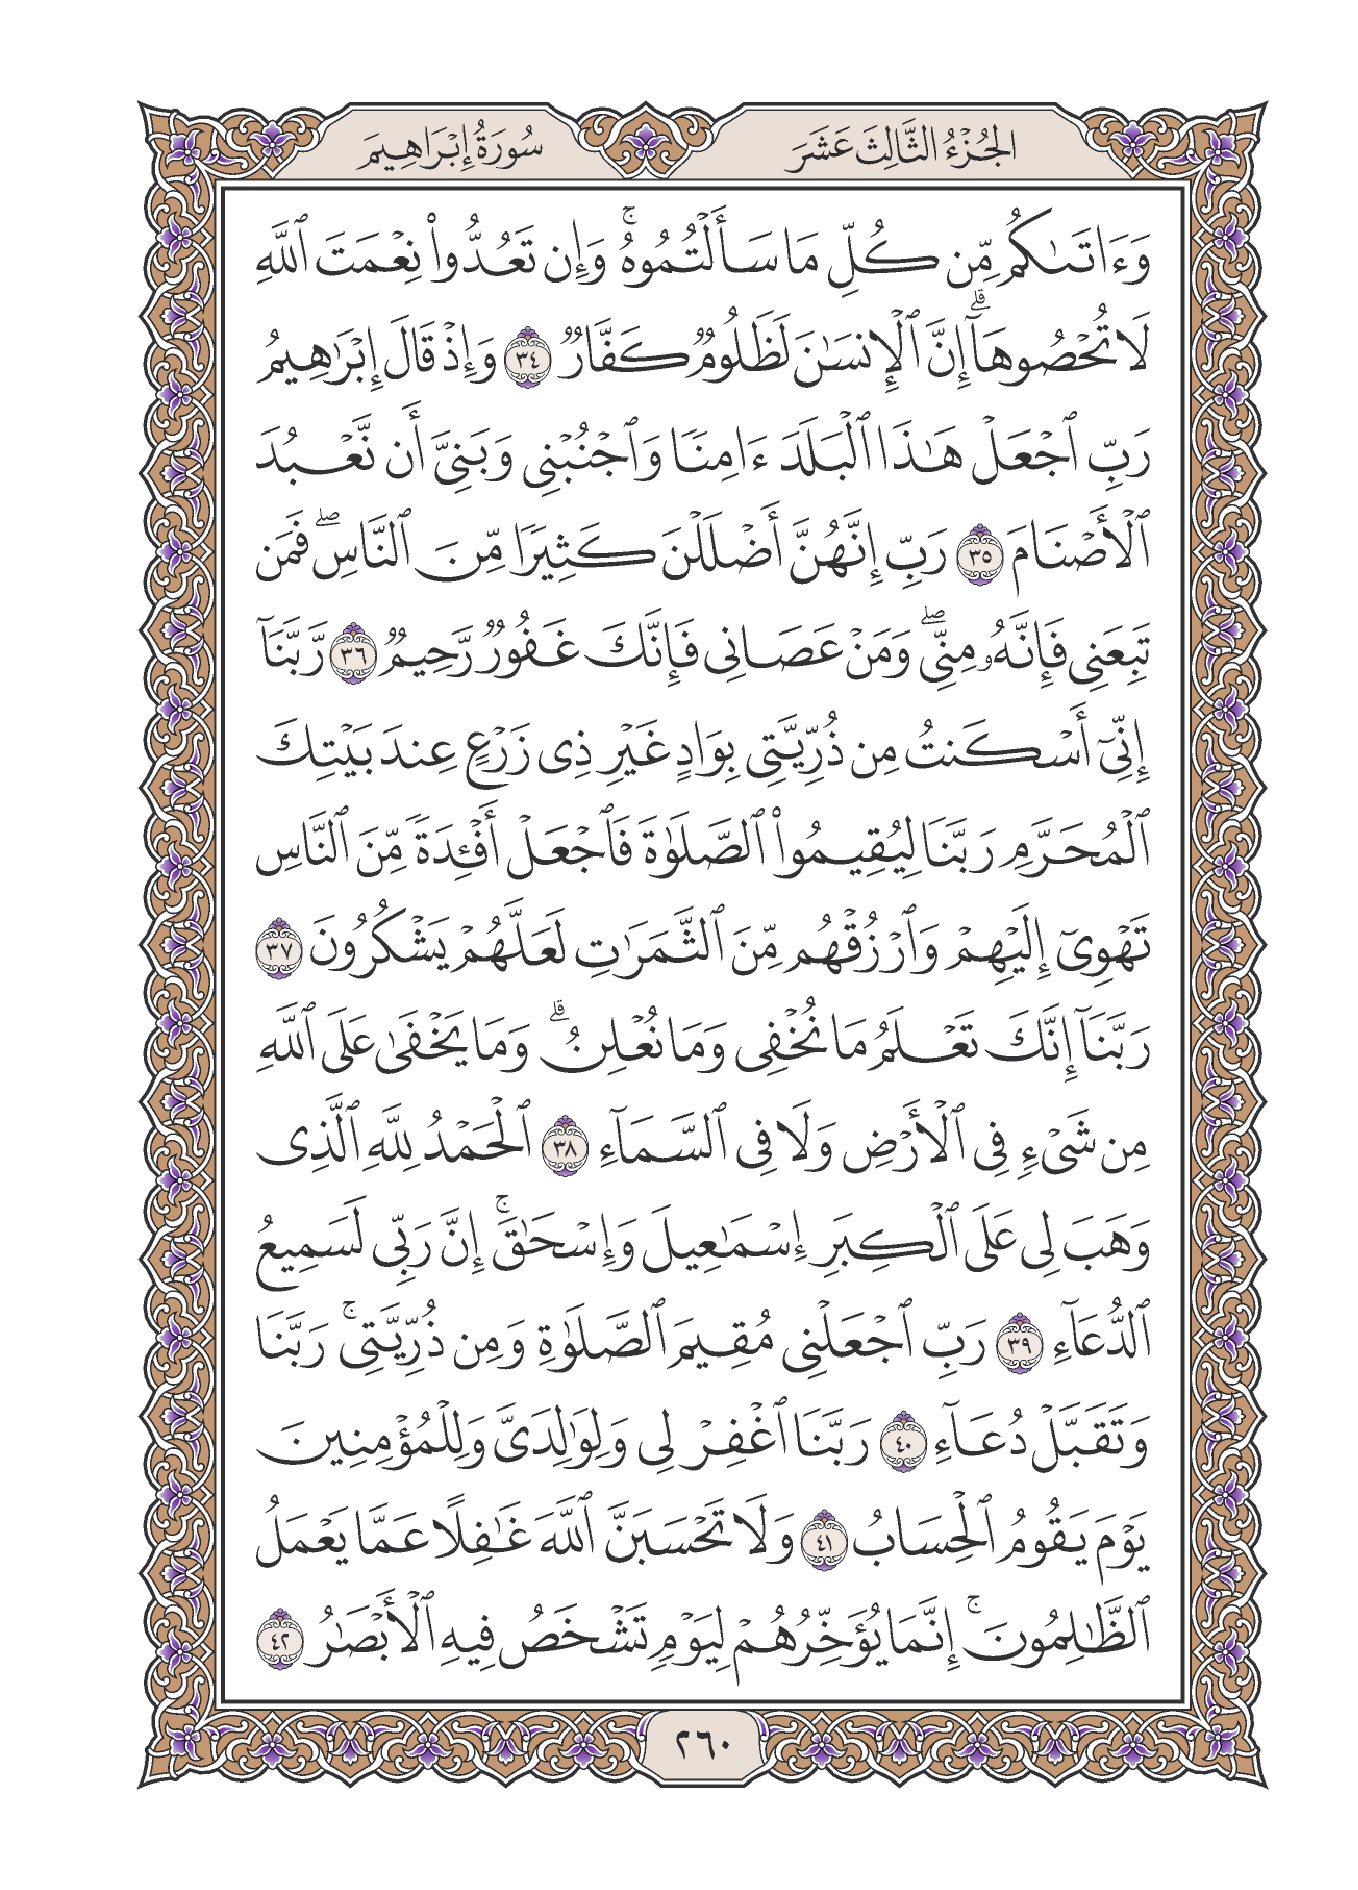 الجُزْءُ الثَّالِثَ عَشَرَ
سُورَةُ إِبْرَاهِيمَ
وَءَاتَىٰكُم مِّن كُلِّ مَا سَأَلْتُمُوهُ ۚ وَإِن تَعُدُّوا۟ نِعْمَتَ ٱللَّهِ
لَا تُحْصُوهَآ ۗ إِنَّ ٱلْإِنسَٰنَ لَظَلُومٌ كَفَّارٌ ٣٤ وَإِذْ قَالَ إِبْرَٰهِيمُ
رَبِّ ٱجْعَلْ هَٰذَا ٱلْبَلَدَ ءَامِنًا وَٱجْنُبْنِى وَبَنِىَّ أَن نَّعْبُدَ
ٱلْأَصْنَامَ ٣٥ رَبِّ إِنَّهُنَّ أَضْلَلْنَ كَثِيرًا مِّنَ ٱلنَّاسِ ۖ فَمَن
تَبِعَنِى فَإِنَّهُۥ مِنِّى ۖ وَمَنْ عَصَانِى فَإِنَّكَ غَفُورٌ رَّحِيمٌ ٣٦ رَّبَّنَآ
إِنِّىٓ أَسْكَنتُ مِن ذُرِّيَّتِى بِوَادٍ غَيْرِ ذِى زَرْعٍ عِندَ بَيْتِكَ
ٱلْمُحَرَّمِ رَبَّنَا لِيُقِيمُوا۟ ٱلصَّلَوٰةَ فَٱجْعَلْ أَفْـِٔدَةً مِّنَ ٱلنَّاسِ
تَهْوِىٓ إِلَيْهِمْ وَٱرْزُقْهُم مِّنَ ٱلثَّمَرَٰتِ لَعَلَّهُمْ يَشْكُرُونَ ٣٧
رَبَّنَآ إِنَّكَ تَعْلَمُ مَا نُخْفِى وَمَا نُعْلِنُ ۗ وَمَا يَخْفَىٰ عَلَى ٱللَّهِ
مِن شَىْءٍ فِى ٱلْأَرْضِ وَلَا فِى ٱلسَّمَآءِ ٣٨ ٱلْحَمْدُ لِلَّهِ ٱلَّذِى
وَهَبَ لِى عَلَى ٱلْكِبَرِ إِسْمَٰعِيلَ وَإِسْحَٰقَ ۚ إِنَّ رَبِّى لَسَمِيعُ
ٱلدُّعَآءِ ٣٩ رَبِّ ٱجْعَلْنِى مُقِيمَ ٱلصَّلَوٰةِ وَمِن ذُرِّيَّتِى ۚ رَبَّنَا
وَتَقَبَّلْ دُعَآءِ ٤٠ رَبَّنَا ٱغْفِرْ لِى وَلِوَٰلِدَىَّ وَلِلْمُؤْمِنِينَ
يَوْمَ يَقُومُ ٱلْحِسَابُ ٤١ وَلَا تَحْسَبَنَّ ٱللَّهَ غَٰفِلًا عَمَّا يَعْمَلُ
ٱلظَّٰلِمُونَ ۚ إِنَّمَا يُؤَخِّرُهُمْ لِيَوْمٍ تَشْخَصُ فِيهِ ٱلْأَبْصَٰرُ ٤٢
٢٦٠